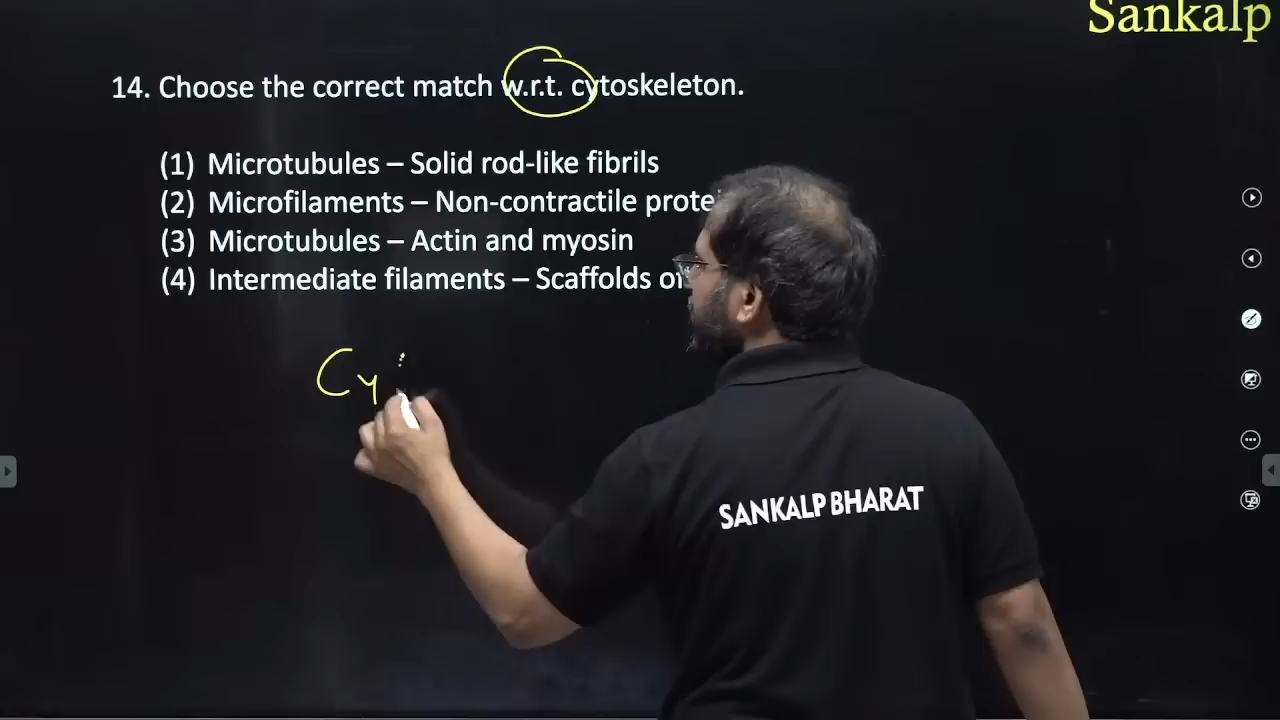 Sankalp
14. Choose the correct match w.r.t. cytoskeleton.
(1) Microtubules – Solid rod-like fibrils
(2) Microfilaments – Non-contractile
(3) Microtubules – Actin and myosin
(4) Intermediate filaments – Scaffolds of
Cy
SANKALP BHARAT